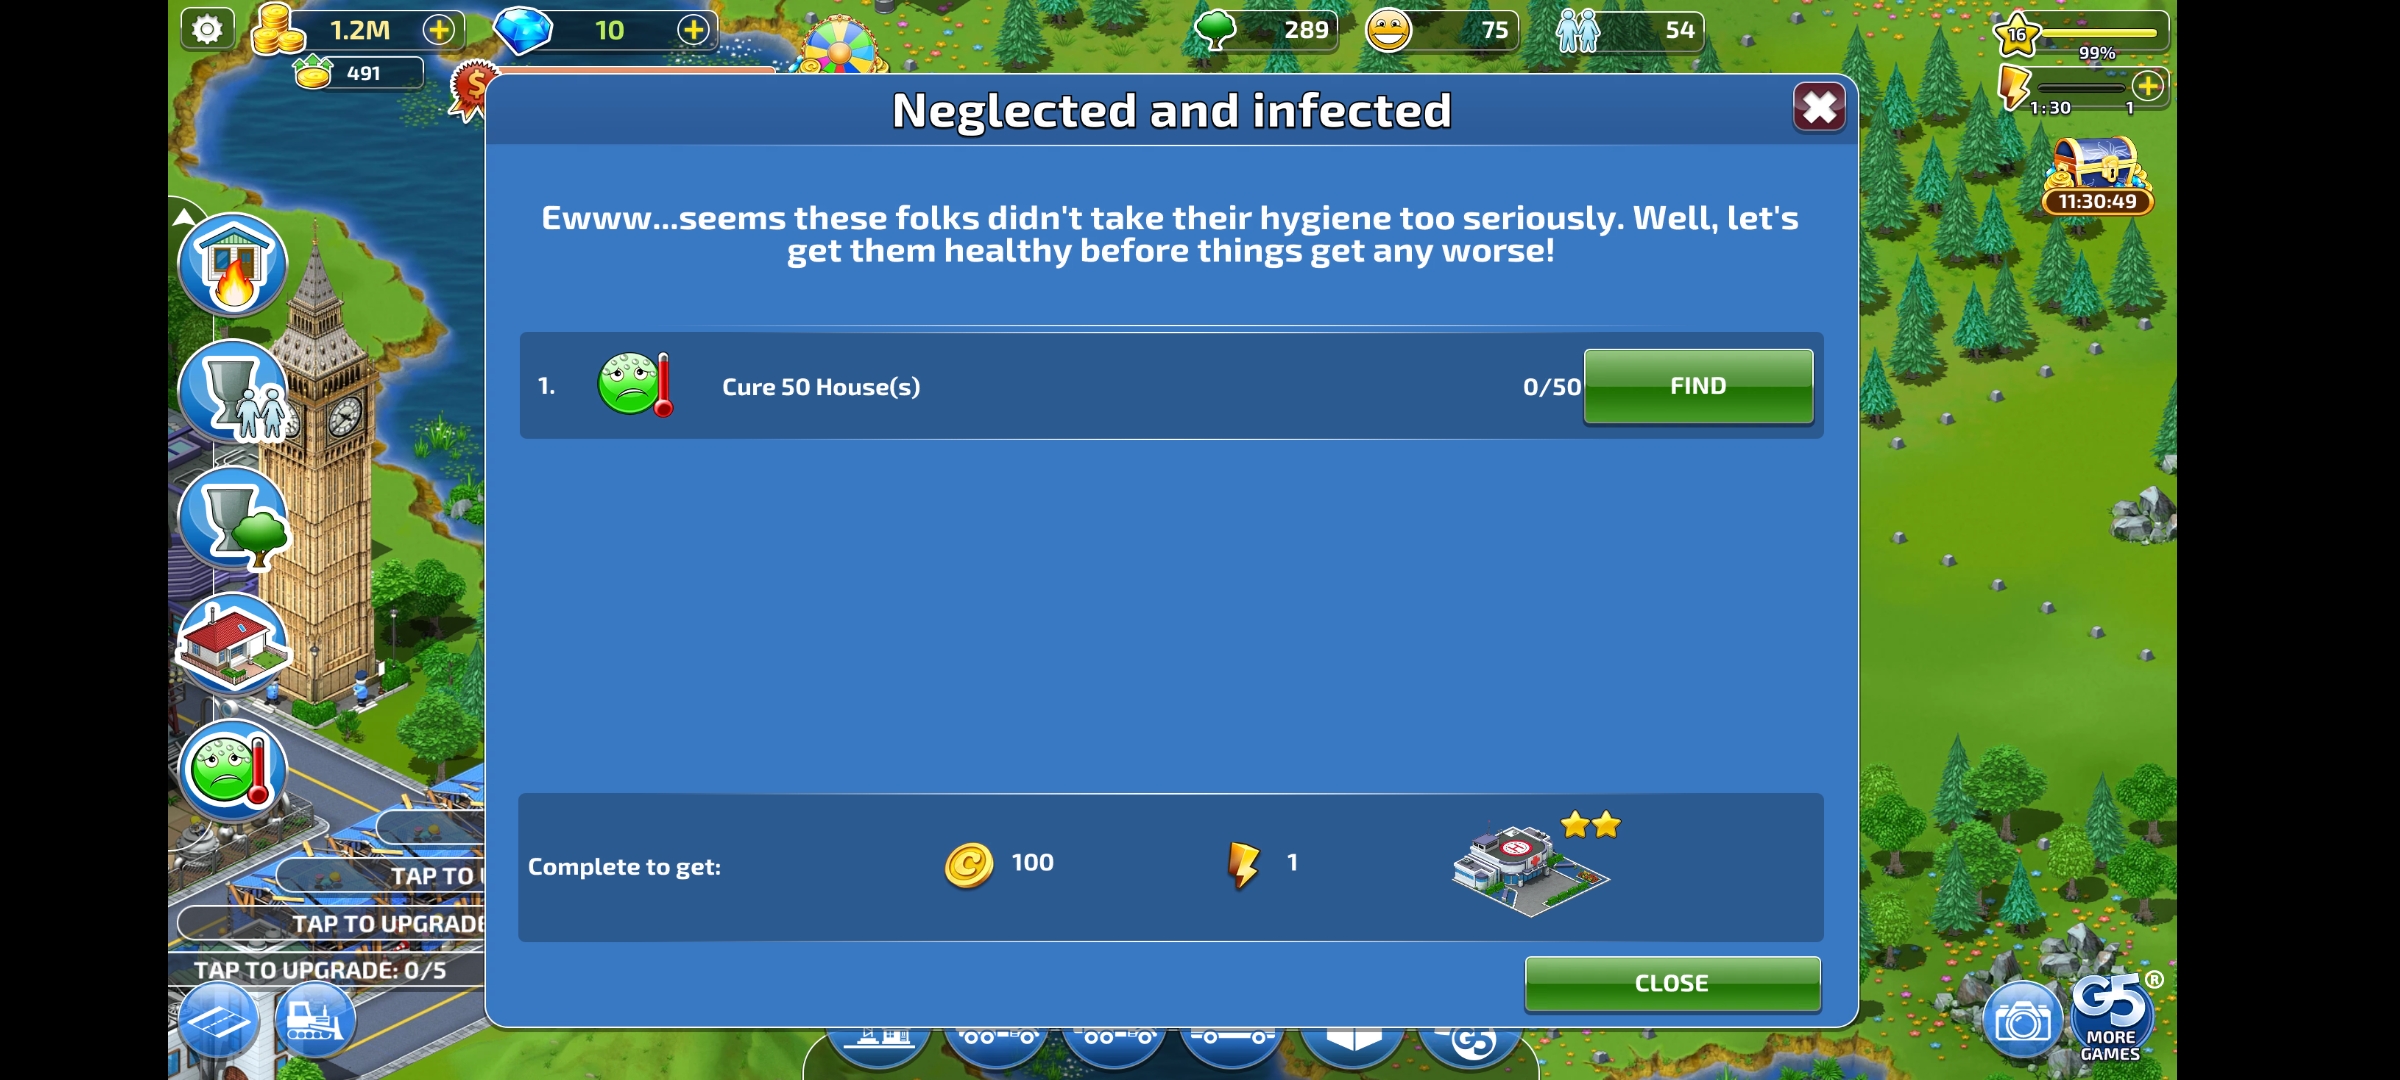 1.2M
10
289
75
54
16
99%
491
1:30
1
11:30:49
Neglected and infected
Ewww...seems these folks didn't take their hygiene too seriously. Well, let's
get them healthy before things get any worse!
1.
Cure 50 House(s)
0/50
FIND
Complete to get:
100
1
CLOSE
TAP TO
TAP TO UPGRADE
TAP TO UPGRADE: 0/5
G5
G5®
MORE
GAMES